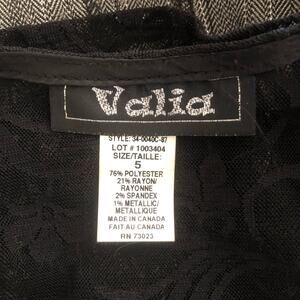 Valia
STYLE: 34-0040C-87
LOT # 1003404
SIZE/TAILLE:
5
76% POLYESTER
21% RAYON/
RAYONNE
2% SPANDEX
1% METALLIC/
METALLIQUE
MADE IN CANADA
FAIT AU CANADA
RN 73023